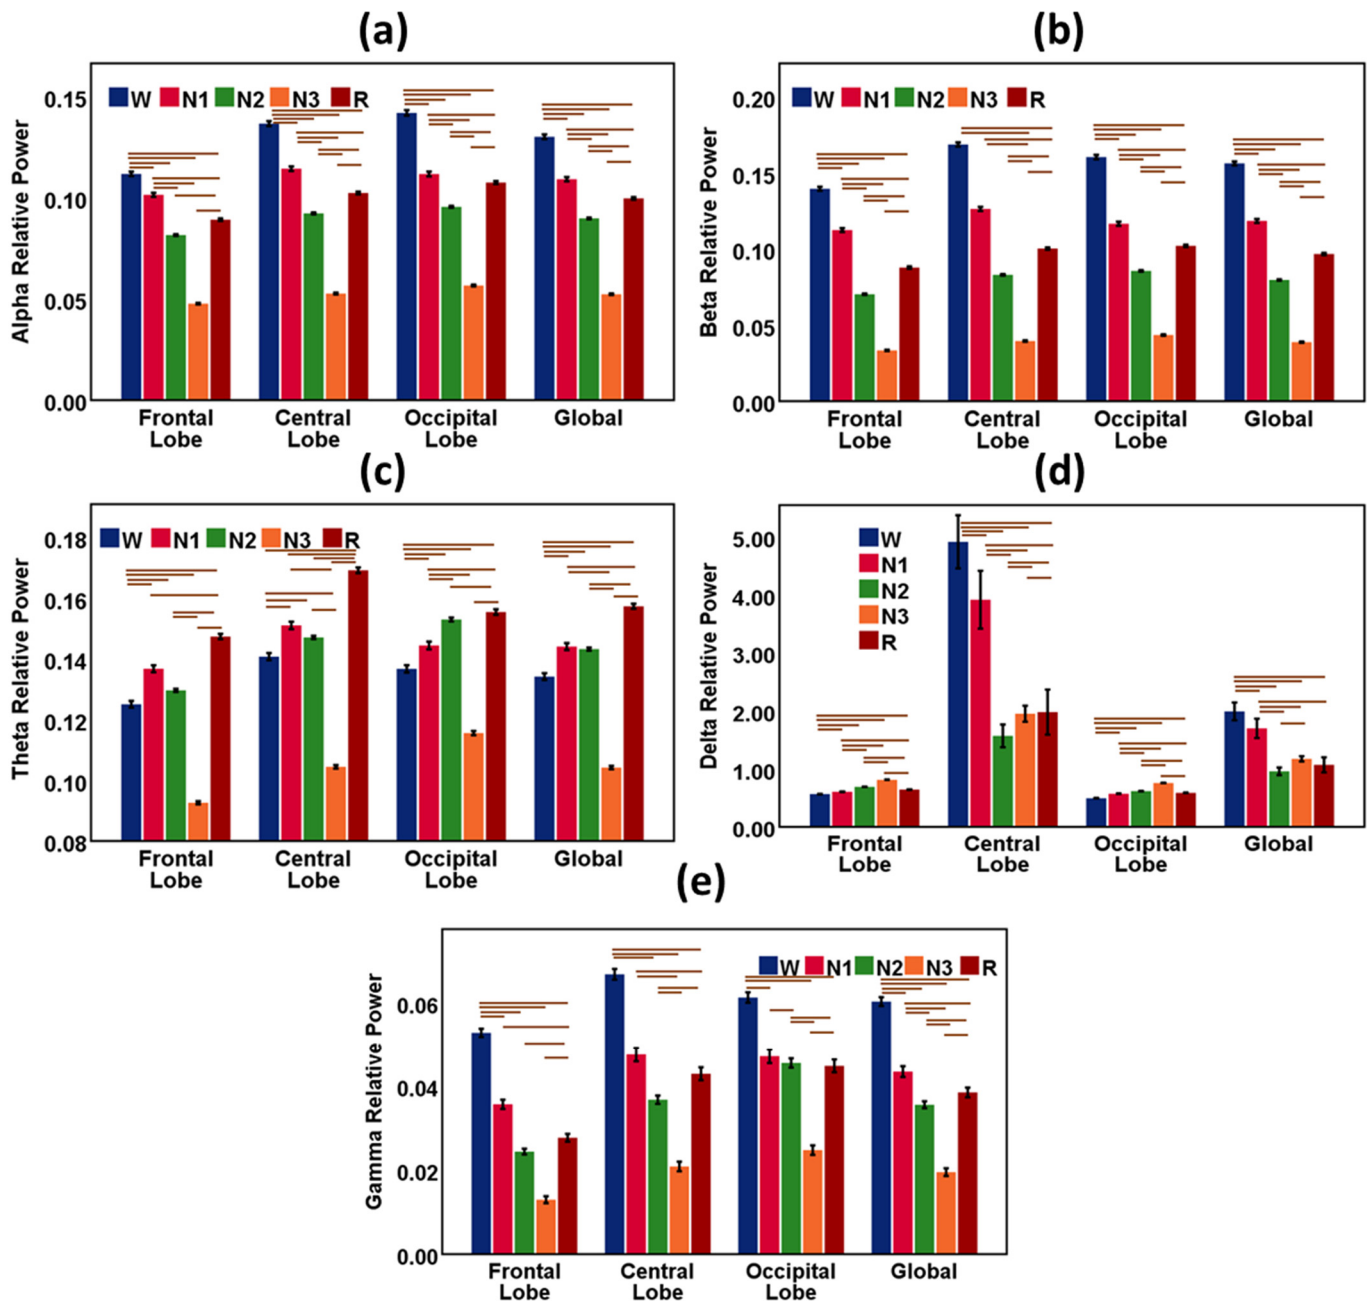 (a)
W N1 N2 N3 R
Alpha Relative Power
0.15
0.10
0.05
0.00
Frontal Lobe
Central Lobe
Occipital Lobe
Global
(b)
W N1 N2 N3 R
Beta Relative Power
0.20
0.15
0.10
0.05
0.00
Frontal Lobe
Central Lobe
Occipital Lobe
Global
(c)
W N1 N2 N3 R
Theta Relative Power
0.18
0.16
0.14
0.12
0.10
0.08
Frontal Lobe
Central Lobe
Occipital Lobe
Global
(d)
W
N1
N2
N3
R
Delta Relative Power
5.00
4.00
3.00
2.00
1.00
0.00
Frontal Lobe
Central Lobe
Occipital Lobe
Global
(e)
W N1 N2 N3 R
Gamma Relative Power
0.06
0.04
0.02
0.00
Frontal Lobe
Central Lobe
Occipital Lobe
Global